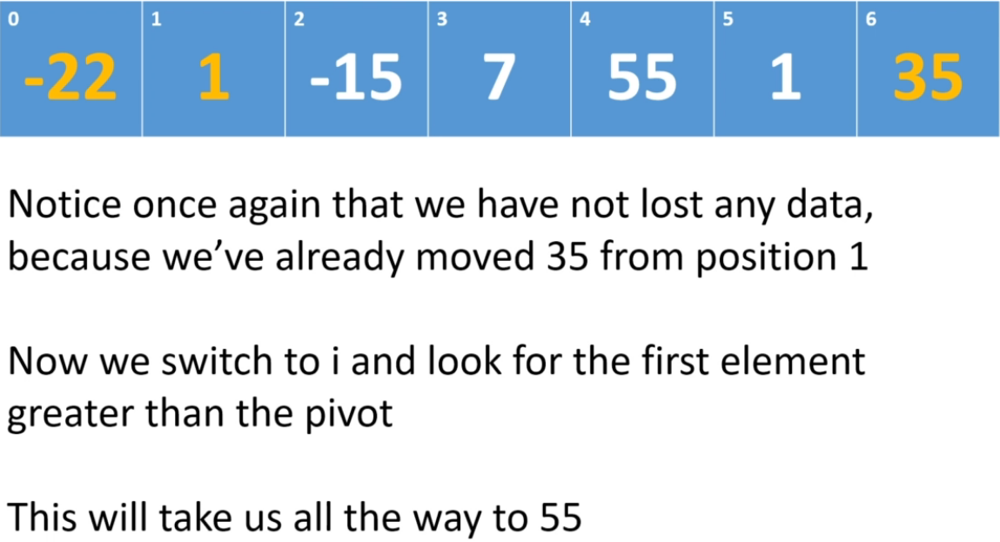 0 1 2 3 4 5 6
-22 1 -15 7 55 1 35
Notice once again that we have not lost any data,
because we’ve already moved 35 from position 1
Now we switch to i and look for the first element
greater than the pivot
This will take us all the way to 55